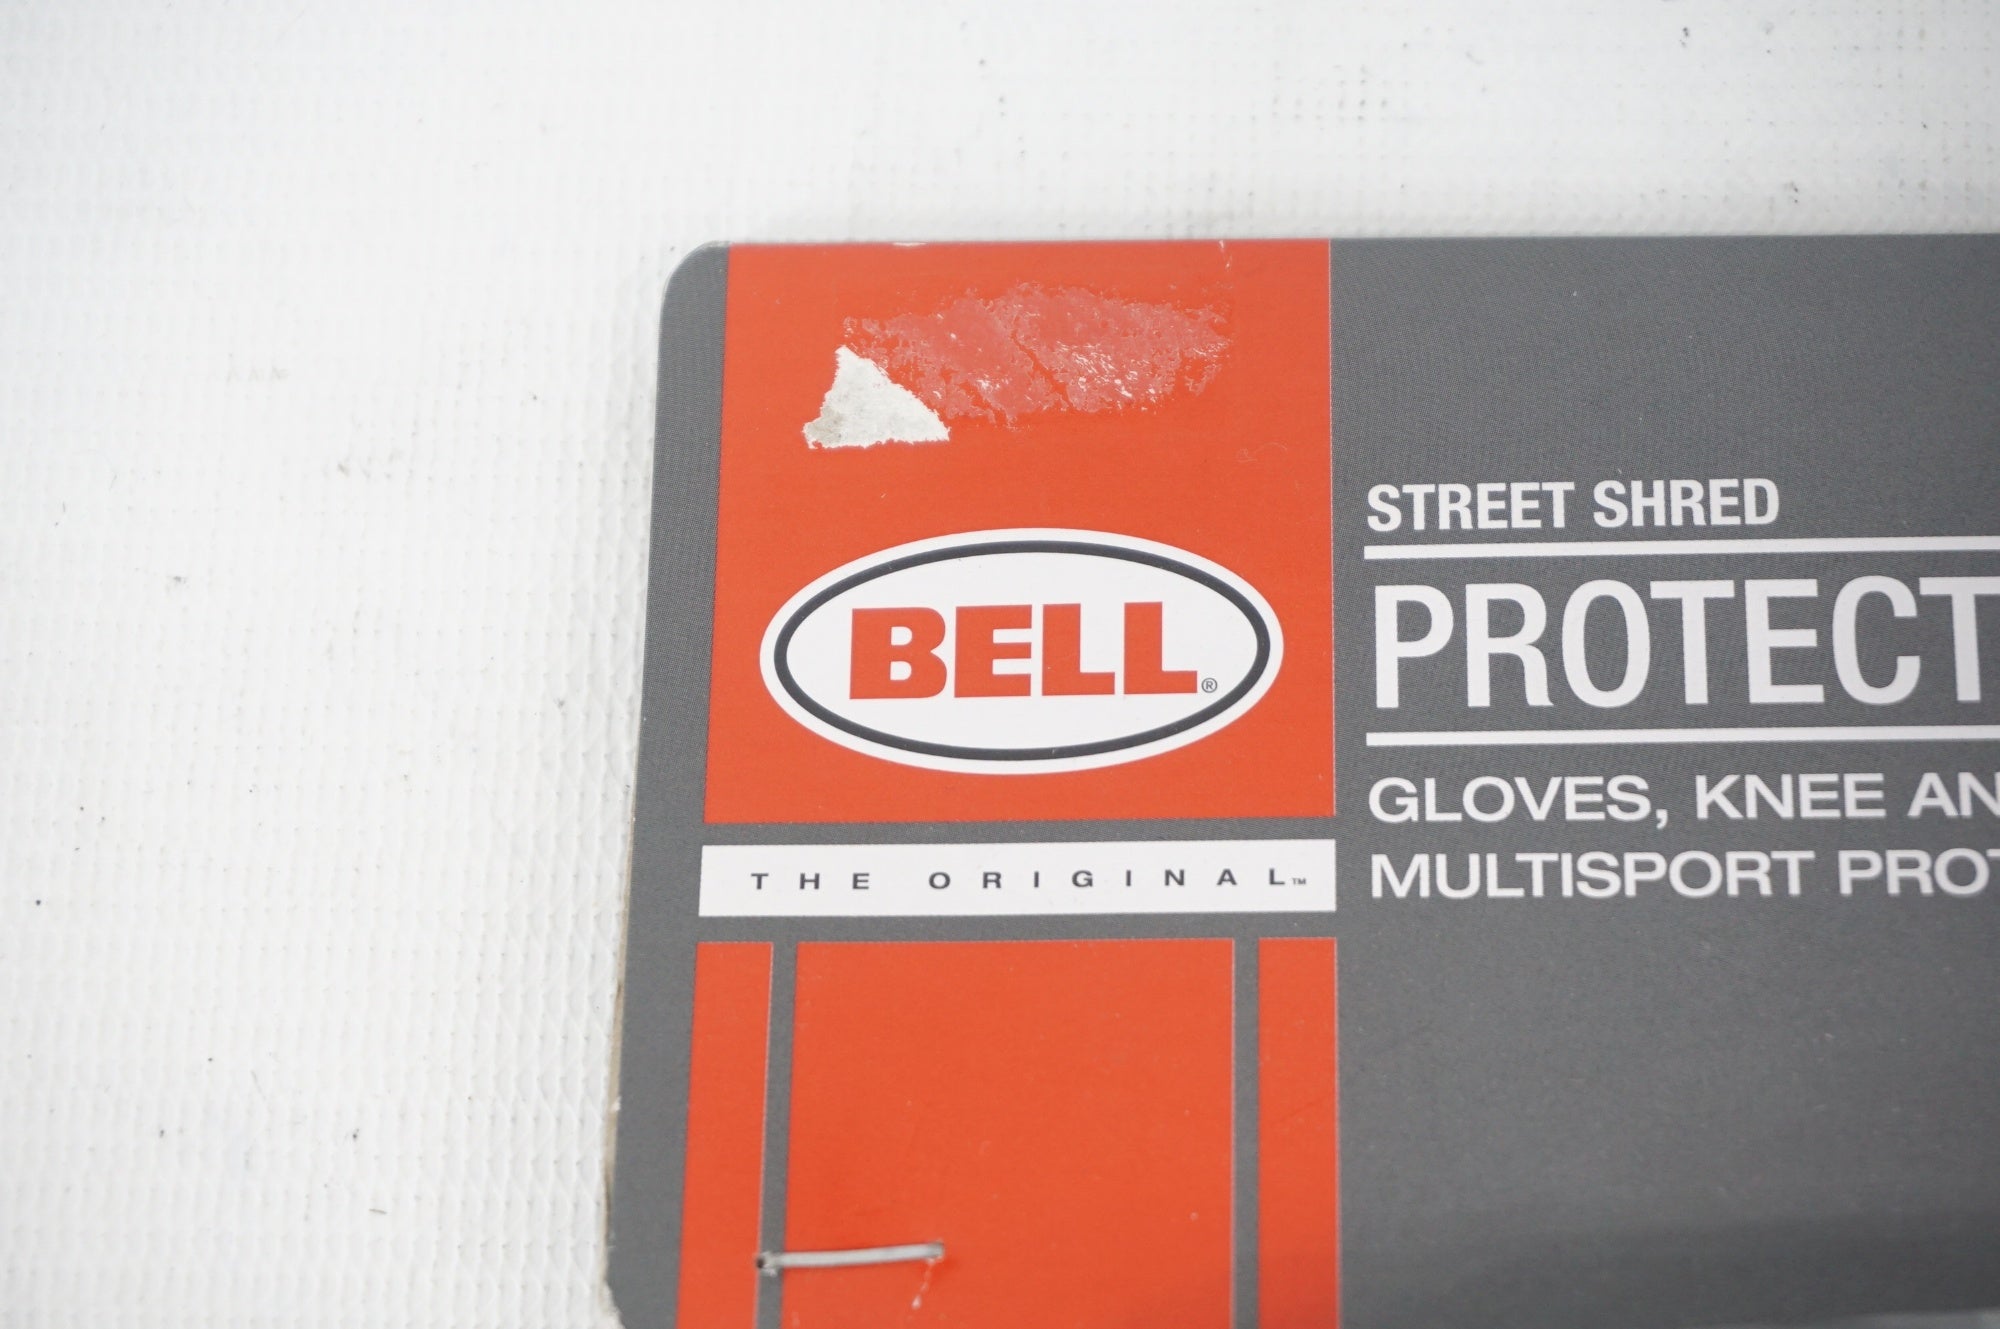 STREET SHRED
BELL®
PROTECT
GLOVES, KNEE AN
THE ORIGINAL™
MULTISPORT PROT